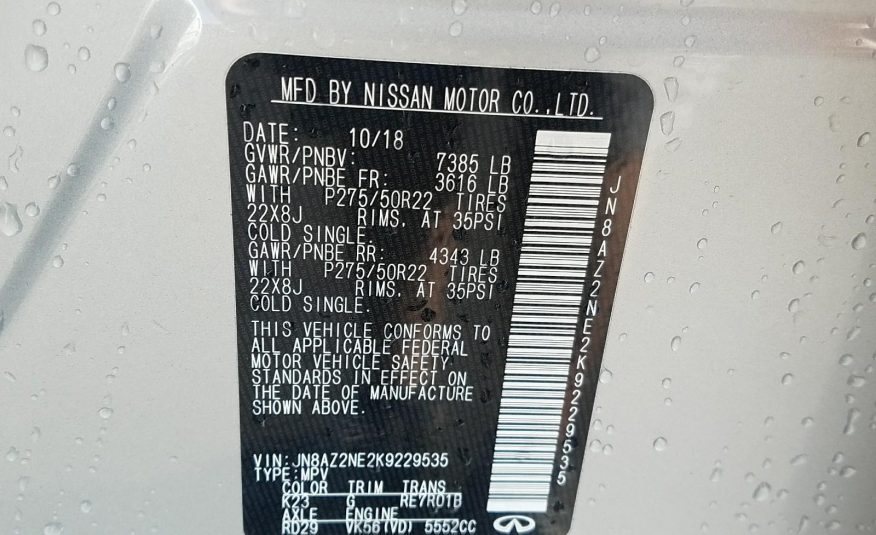 MFD BY NISSAN MOTOR CO.,LTD.
DATE: 10/18
GVWR/PNBV: 7385 LB
GAWR/PNBE FR: 3616 LB
WITH P275/50R22 TIRES
22X8J RIMS, AT 35PSI
COLD SINGLE.
GAWR/PNBE RR: 4343 LB
WITH P275/50R22 TIRES
22X8J RIMS, AT 35PSI
COLD SINGLE.
THIS VEHICLE CONFORMS TO
ALL APPLICABLE FEDERAL
MOTOR VEHICLE SAFETY
STANDARDS IN EFFECT ON
THE DATE OF MANUFACTURE
SHOWN ABOVE.
VIN:JN8AZ2NE2K9229535
TYPE:MPV
COLOR TRIM TRANS
K23 G RE7R01B
AXLE ENGINE
RD29 VK56(VD) 5552CC
JN8AZ2NE2K9229535